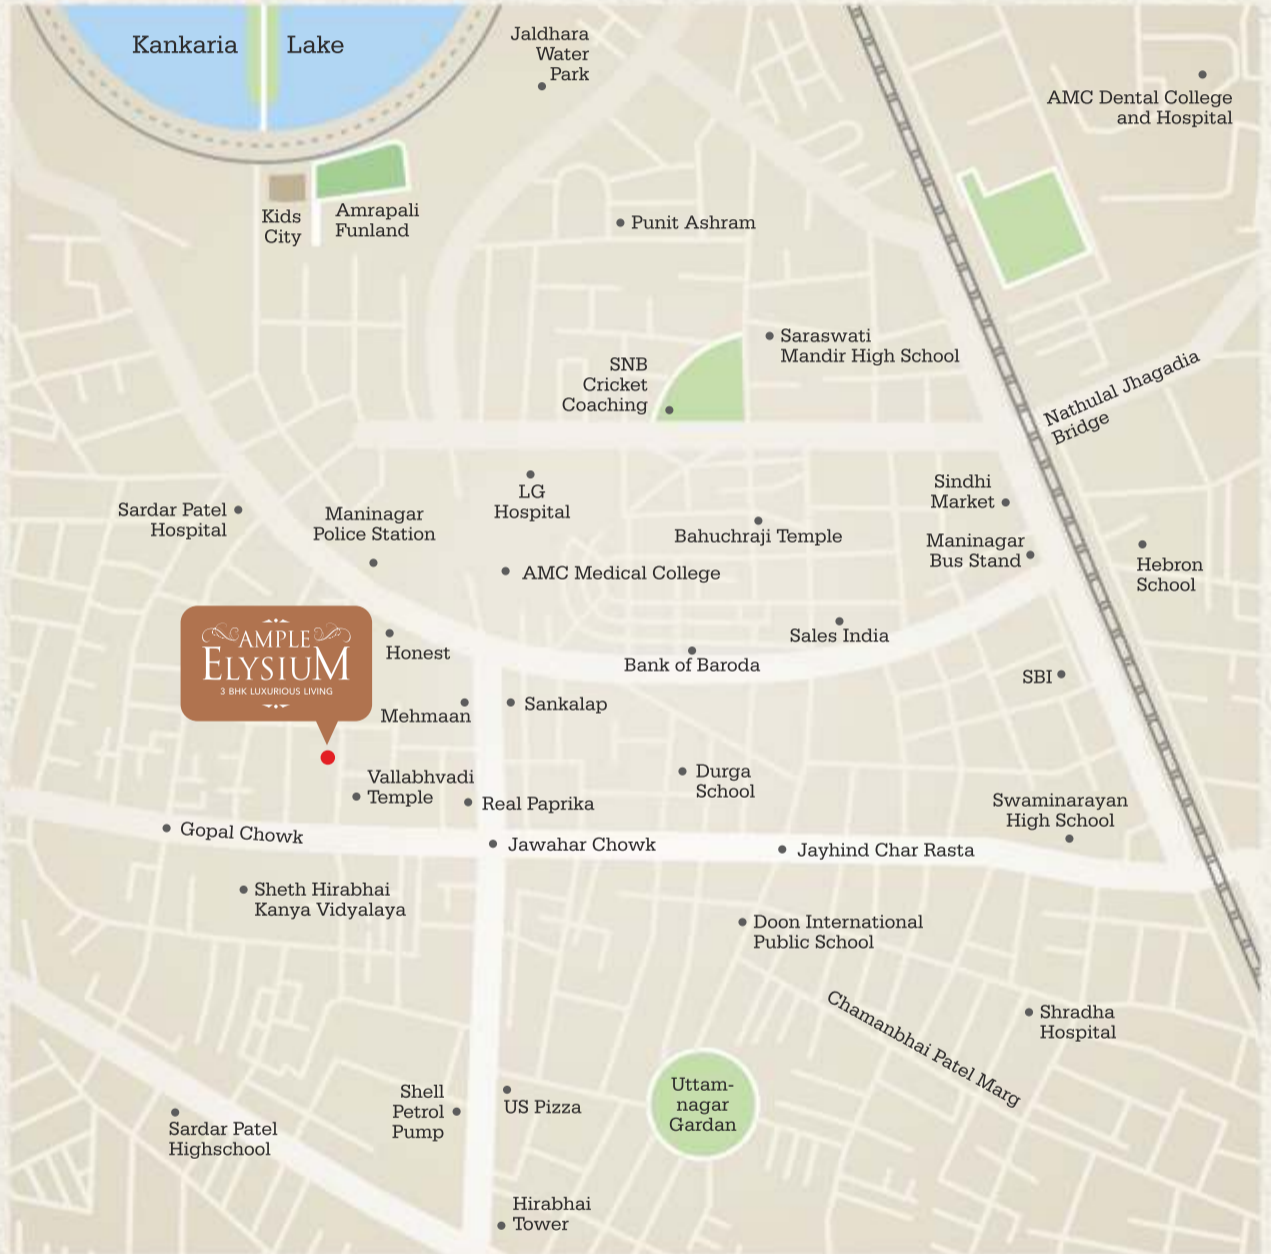 Kankaria Lake
Jaldhara
Water
Park
AMC Dental College
and Hospital
Kids
City
Amrapali
Funland
Punit Ashram
Saraswati
Mandir High School
SNB
Cricket
Coaching
Nathulal Jhagadia
Bridge
Sardar Patel
Hospital
Maninagar
Police Station
LG
Hospital
Bahuchraji Temple
Sindhi
Market
Maninagar
Bus Stand
Hebron
School
AMC Medical College
AMPLE
ELYSIUM
3 BHK LUXURIOUS LIVING
Honest
Sales India
Bank of Baroda
SBI
Mehmaan
Sankalap
Vallabhvadi
Temple
Real Paprika
Durga
School
Swaminarayan
High School
Gopal Chowk
Jawahar Chowk
Jayhind Char Rasta
Sheth Hirabhai
Kanya Vidyalaya
Doon International
Public School
Chamanbhai Patel Marg
Shradha
Hospital
Shell
Petrol
Pump
US Pizza
Uttam-
nagar
Gardan
Sardar Patel
Highschool
Hirabhai
Tower